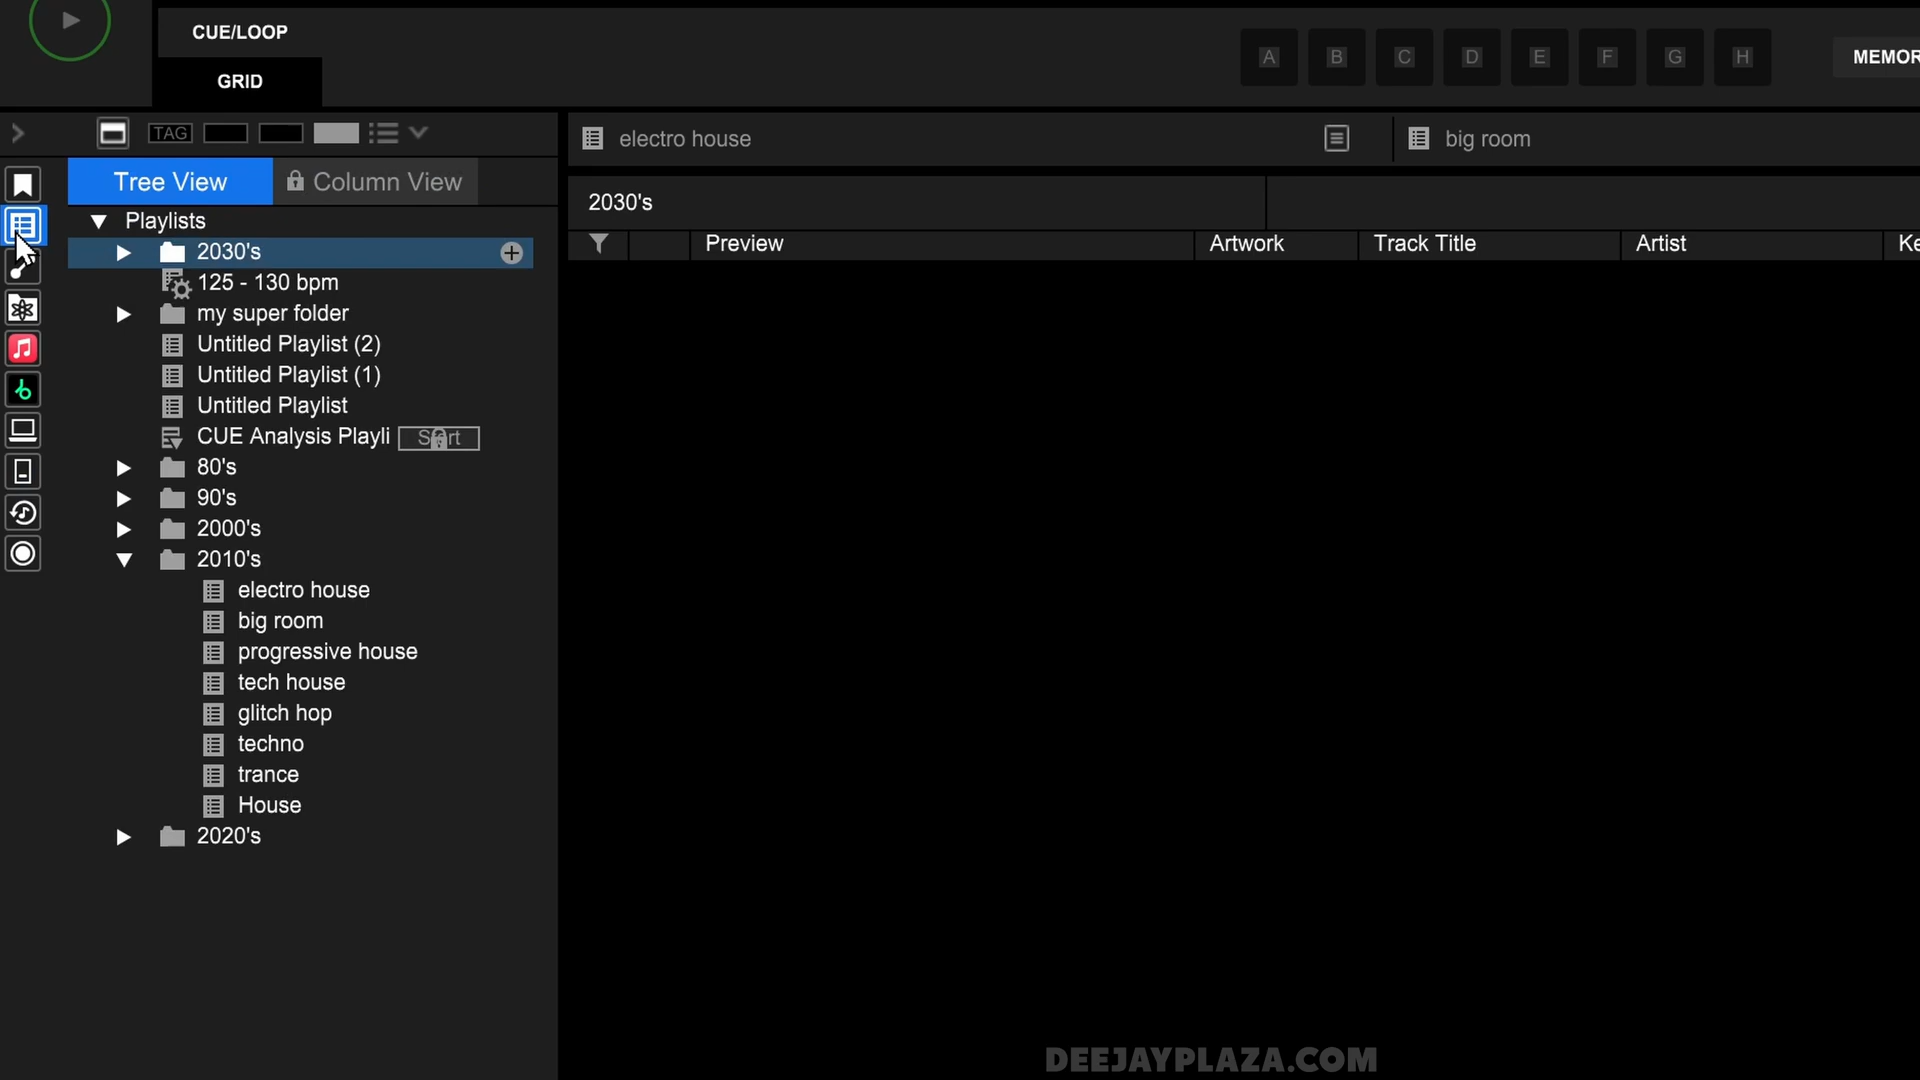 CUE/LOOP
GRID
A B C D E F G H
MEMOR
TAG
electro house
big room
Tree View
Column View
2030's
Playlists
Preview
Artwork
Track Title
Artist
Ke
2030's
125 - 130 bpm
my super folder
Untitled Playlist (2)
Untitled Playlist (1)
Untitled Playlist
CUE Analysis Playli
80's
90's
2000's
2010's
electro house
big room
progressive house
tech house
glitch hop
techno
trance
House
2020's
DEEJAYPLAZA.COM